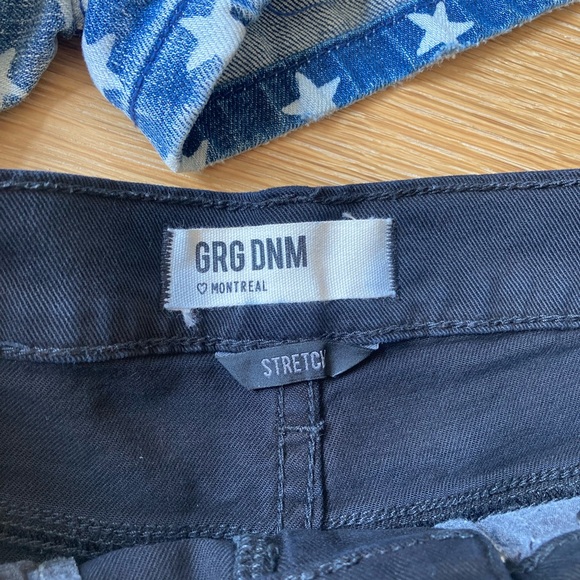 GRG DNM
♡ MONTREAL
STRETCH